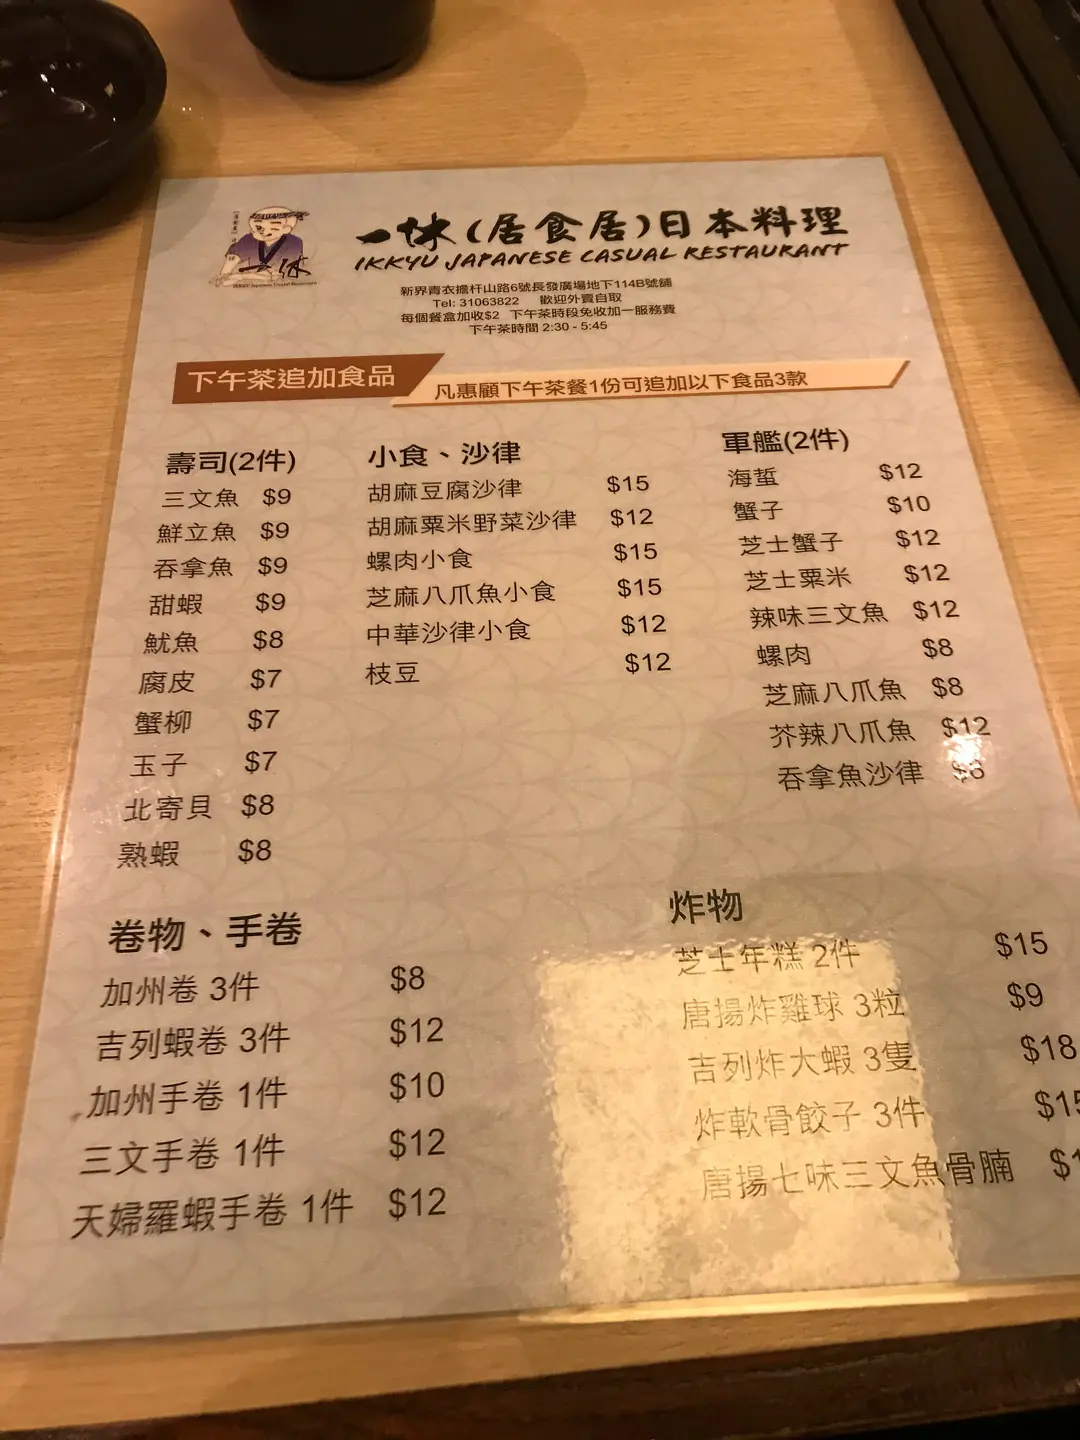 一休(居食居)日本料理
IKKYU JAPANESE CASUAL RESTAURANT
一休
IKKYU Japanese Casual Restaurant
新界青衣擔杆山路6號長發廣場地下114B號舖
Tel: 31063822 歡迎外賣自取
每個餐盒加收$2 下午茶時段免收加一服務費
下午茶時間 2:30 - 5:45
下午茶追加食品
凡惠顧下午茶餐1份可追加以下食品3款
壽司(2件)
三文魚 $9
鮮立魚 $9
吞拿魚 $9
甜蝦 $9
魷魚 $8
腐皮 $7
蟹柳 $7
玉子 $7
北寄貝 $8
熟蝦 $8
小食、沙律
胡麻豆腐沙律 $15
胡麻粟米野菜沙律 $12
螺肉小食 $15
芝麻八爪魚小食 $15
中華沙律小食 $12
枝豆 $12
軍艦(2件)
海蜇 $12
蟹子 $10
芝士蟹子 $12
芝士粟米 $12
辣味三文魚 $12
螺肉 $8
芝麻八爪魚 $8
芥辣八爪魚 $12
吞拿魚沙律
卷物、手卷
加州卷 3件 $8
吉列蝦卷 3件 $12
加州手卷 1件 $10
三文手卷 1件 $12
天婦羅蝦手卷 1件 $12
炸物
芝士年糕 2件 $15
唐揚炸雞球 3粒 $9
吉列炸大蝦 3隻 $18
炸軟骨餃子 3件 $15
唐揚七味三文魚骨腩